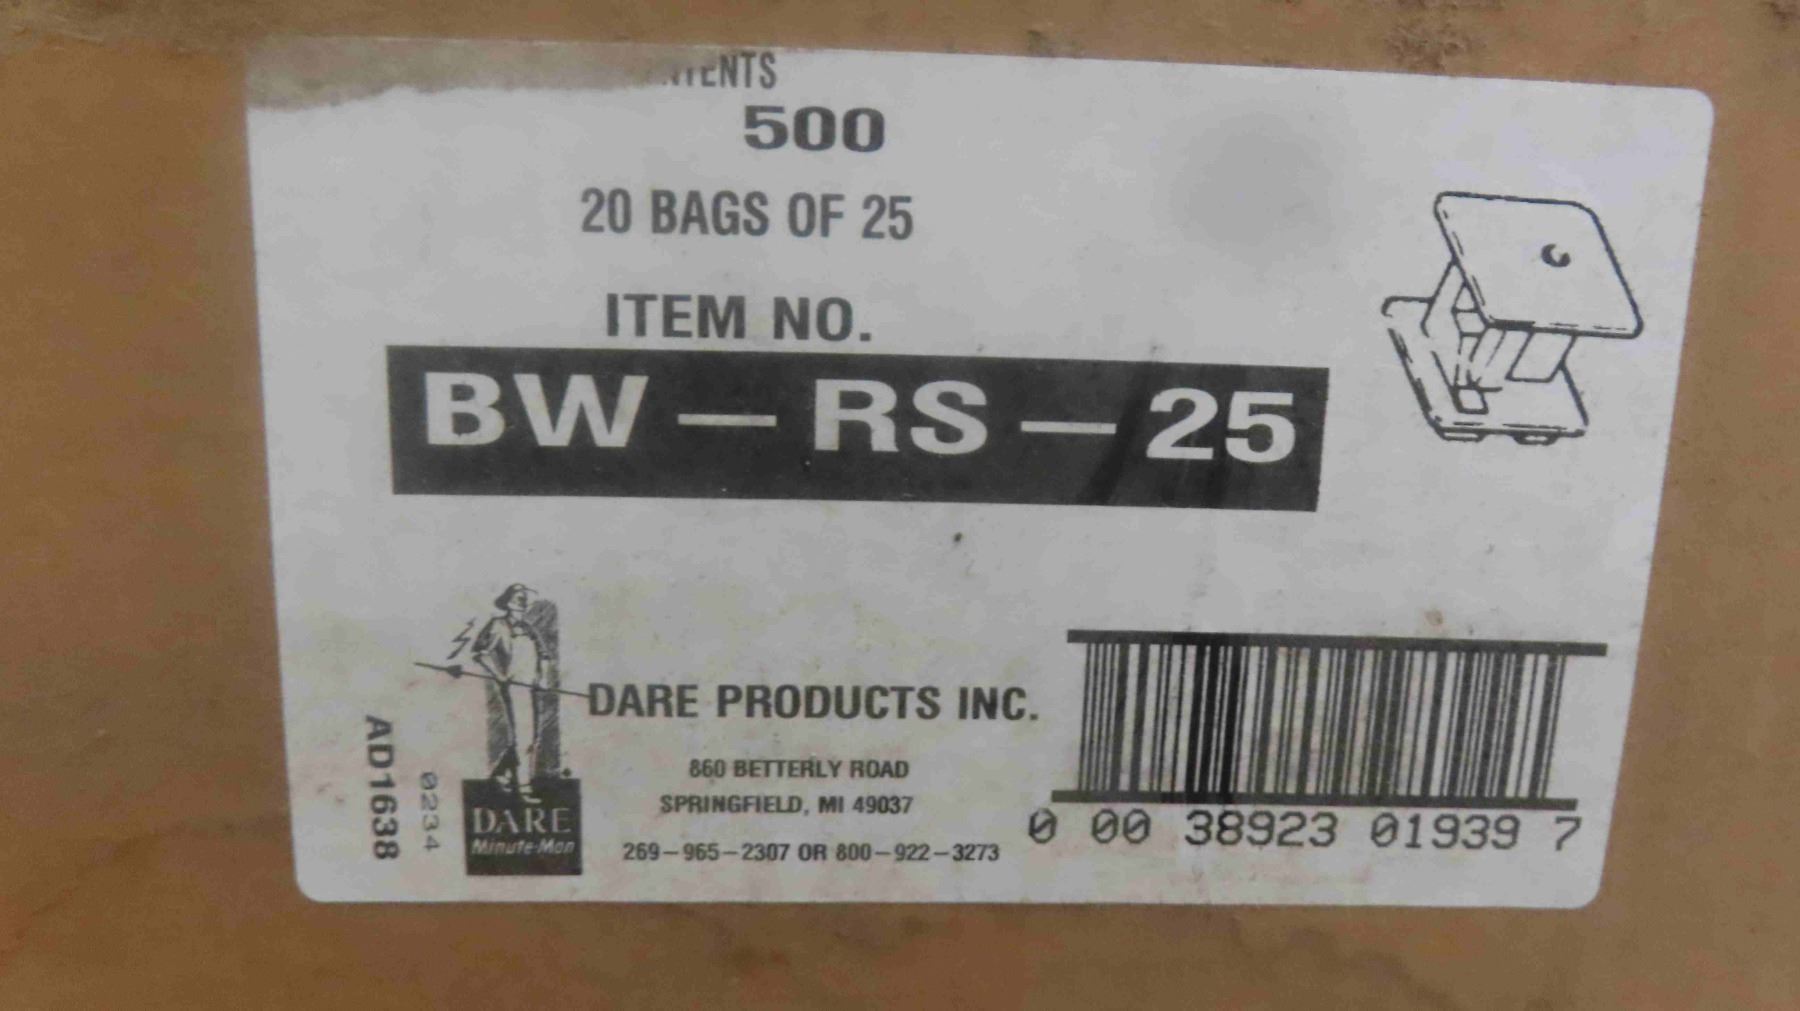 500
20 BAGS OF 25
ITEM NO.
BW-RS-25
DARE PRODUCTS INC.
860 BETTERLY ROAD
SPRINGFIELD, MI 49037
269-965-2307 OR 800-922-3273
DARE
Minute-Man
AD1638
0234
0 00 38923 01939 7